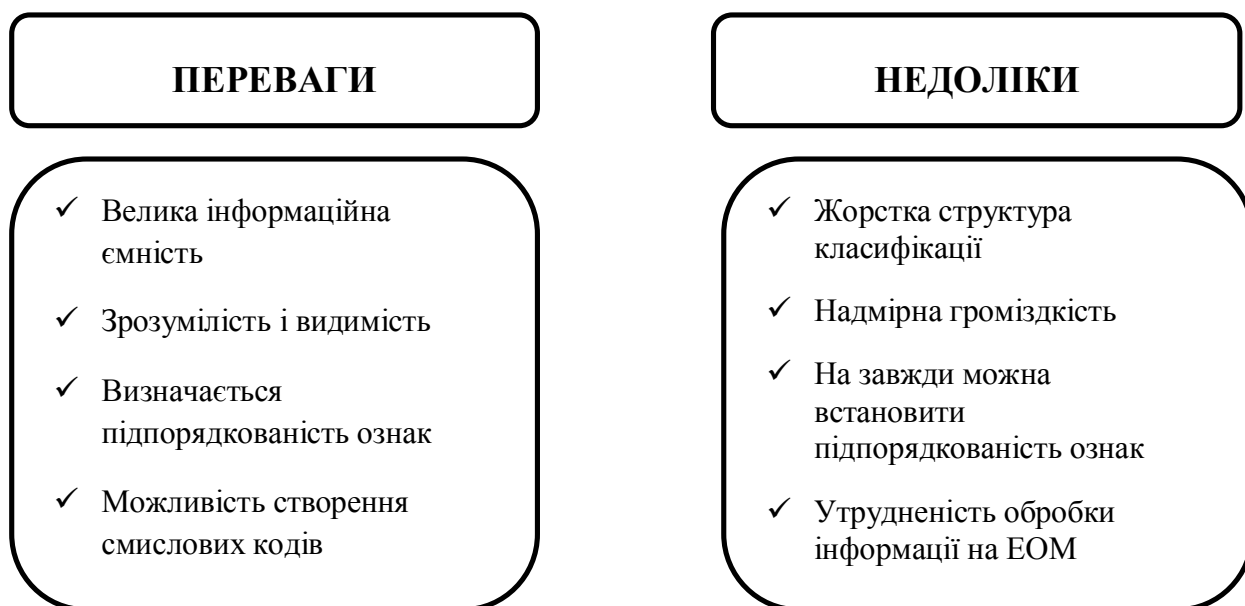 ПЕРЕВАГИ
✓ Велика інформаційна
ємність
✓ Зрозумілість і видимість
✓ Визначається
підпорядкованість ознак
✓ Можливість створення
смислових кодів
НЕДОЛІКИ
✓ Жорстка структура
класифікації
✓ Надмірна громіздкість
✓ На завжди можна
встановити
підпорядкованість ознак
✓ Утрудненість обробки
інформації на ЕОМ